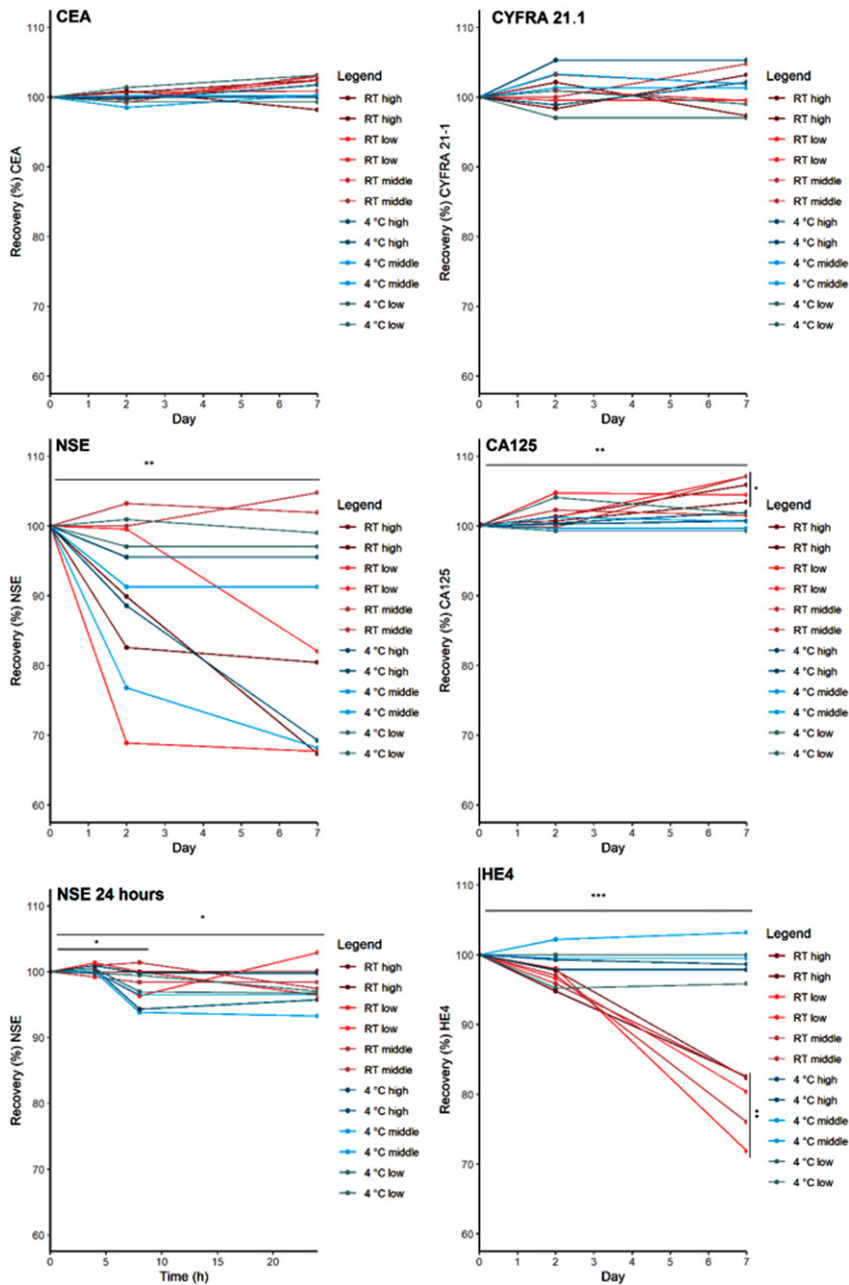 CEA
110
100
90
80
70
60
Recovery (%) CEA
0 1 2 3 4 5 6 7
Day
Legend
RT high
RT high
RT low
RT low
RT middle
RT middle
4 °C high
4 °C high
4 °C middle
4 °C middle
4 °C low
4 °C low
CYFRA 21.1
110
100
90
80
70
60
Recovery (%) CYFRA 21-1
0 1 2 3 4 5 6 7
Day
Legend
RT high
RT high
RT low
RT low
RT middle
RT middle
4 °C high
4 °C high
4 °C middle
4 °C middle
4 °C low
4 °C low
NSE
**
110
100
90
80
70
60
Recovery (%) NSE
0 1 2 3 4 5 6 7
Day
Legend
RT high
RT high
RT low
RT low
RT middle
RT middle
4 °C high
4 °C high
4 °C middle
4 °C middle
4 °C low
4 °C low
CA125
**
*
110
100
90
80
70
60
Recovery (%) CA125
0 1 2 3 4 5 6 7
Day
Legend
RT high
RT high
RT low
RT low
RT middle
RT middle
4 °C high
4 °C high
4 °C middle
4 °C middle
4 °C low
4 °C low
NSE 24 hours
*
*
110
100
90
80
70
60
Recovery (%) NSE
0 5 10 15 20
Time (h)
Legend
RT high
RT high
RT low
RT low
RT middle
RT middle
4 °C high
4 °C high
4 °C middle
4 °C middle
4 °C low
4 °C low
HE4
***
**
110
100
90
80
70
60
Recovery (%) HE4
0 1 2 3 4 5 6 7
Day
Legend
RT high
RT high
RT low
RT low
RT middle
RT middle
4 °C high
4 °C high
4 °C middle
4 °C middle
4 °C low
4 °C low